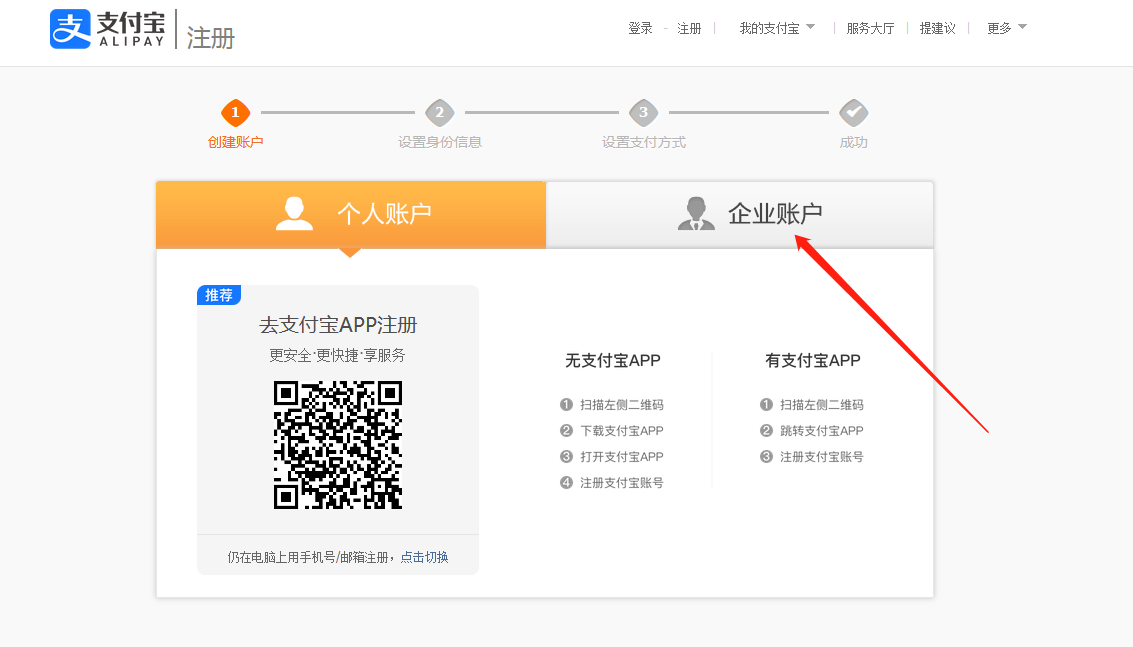 支付宝 ALIPAY 注册
登录 - 注册 | 我的支付宝 | 服务大厅 | 提建议 | 更多
1 2 3
创建账户 设置身份信息 设置支付方式 成功
个人账户 企业账户
推荐
去支付宝APP注册
更安全·更快捷·享服务
仍在电脑上用手机号/邮箱注册，点击切换
无支付宝APP
1 扫描左侧二维码
2 下载支付宝APP
3 打开支付宝APP
4 注册支付宝账号
有支付宝APP
1 扫描左侧二维码
2 跳转支付宝APP
3 注册支付宝账号